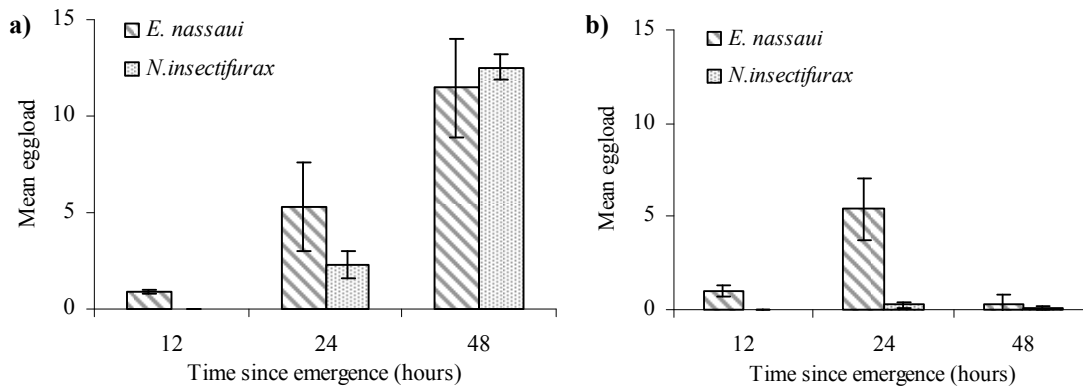 a)
15
10
5
0
Mean eggload
E. nassaui
N.insectifurax
12 24 48
Time since emergence (hours)
b)
15
10
5
0
Mean eggload
E. nassaui
N.insectifurax
12 24 48
Time since emergence (hours)